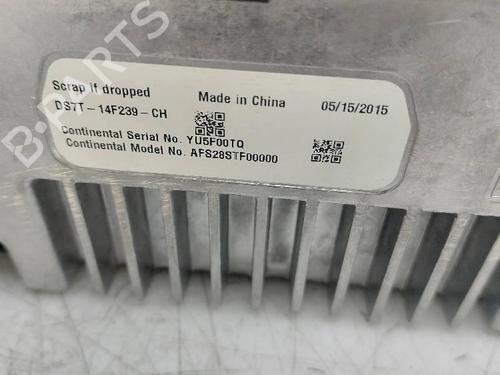 Scrap if dropped
DS7T-14F239-CH
Made in China
05/15/2015
Continental Serial No. YU5F00TQ
Continental Model No. AFS28STF00000
B-PARTS